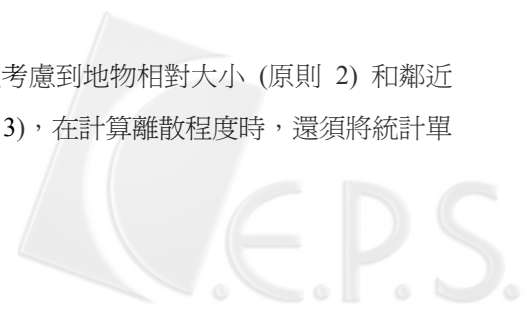 考慮到地物相對大小 (原則 2) 和鄰近
3),在計算離散程度時,還須將統計單
C.E.P.S.